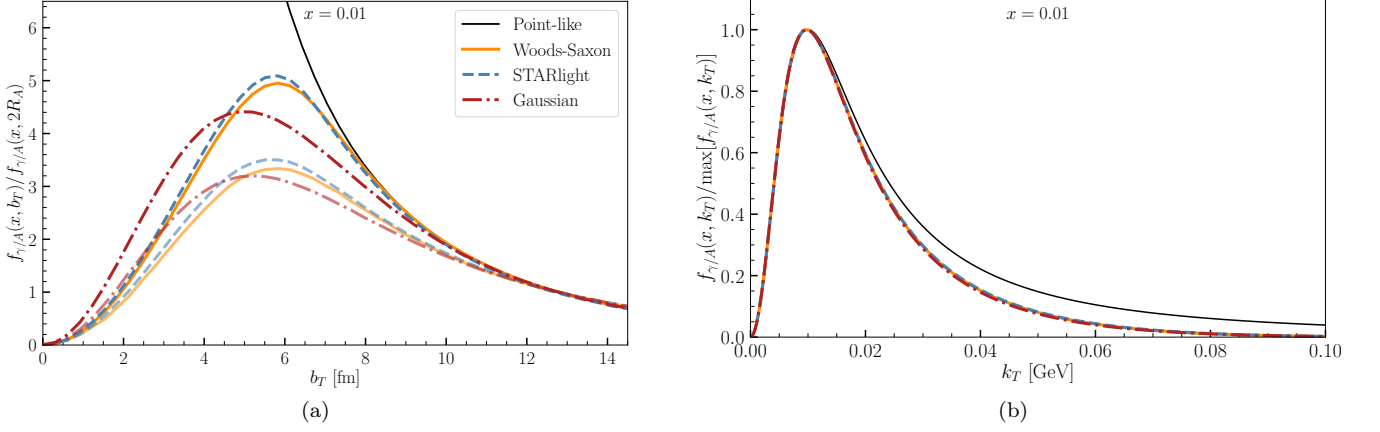 x = 0.01
Point-like
Woods-Saxon
STARlight
Gaussian
f_{γ/A}(x, b_T)/f_{γ/A}(x, 2R_A)
6
5
4
3
2
1
0
0 2 4 6 8 10 12 14
b_T [fm]
(a)
x = 0.01
f_{γ/A}(x, k_T)/max[f_{γ/A}(x, k_T)]
1.0
0.8
0.6
0.4
0.2
0.0
0.00 0.02 0.04 0.06 0.08 0.10
k_T [GeV]
(b)